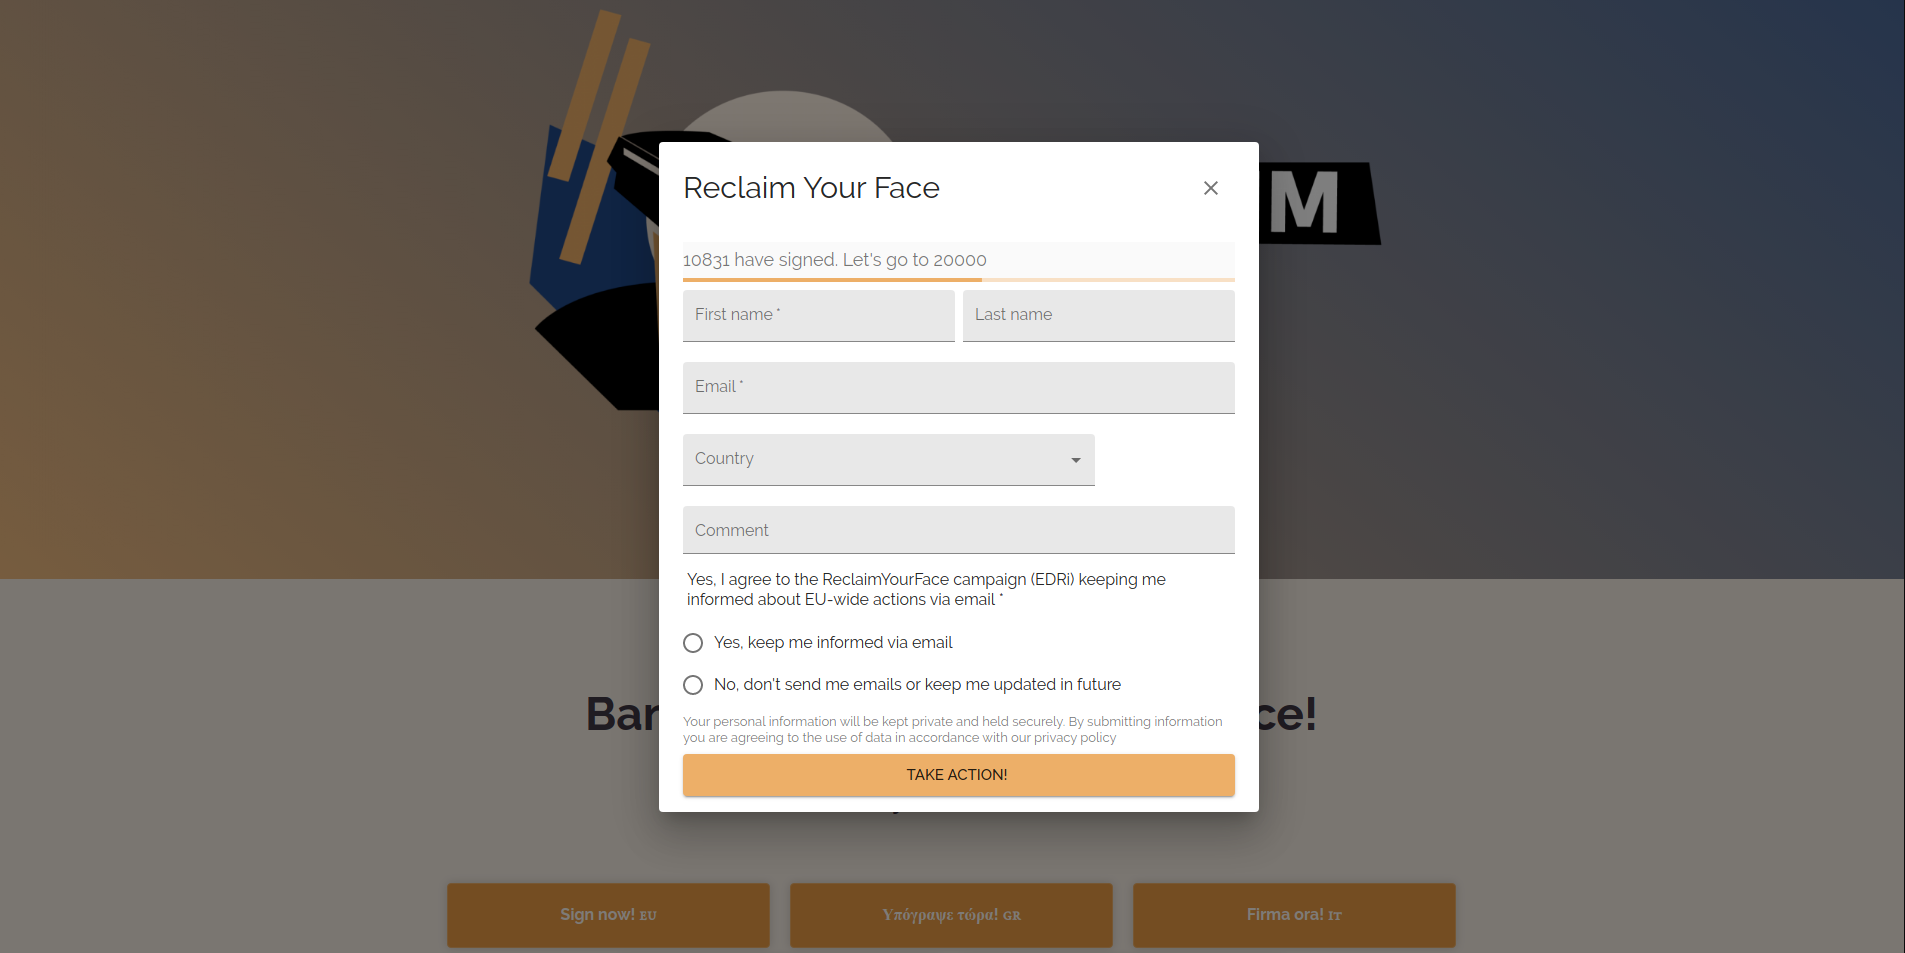 M
Reclaim Your Face
10831 have signed. Let's go to 20000
First name *
Last name
Email *
Country
Comment
Yes, I agree to the ReclaimYourFace campaign (EDRi) keeping me
informed about EU-wide actions via email *
Yes, keep me informed via email
No, don't send me emails or keep me updated in future
Your personal information will be kept private and held securely. By submitting information
you are agreeing to the use of data in accordance with our privacy policy
TAKE ACTION!
Sign now! EU
Υπόγραψε τώρα! GR
Firma ora! IT